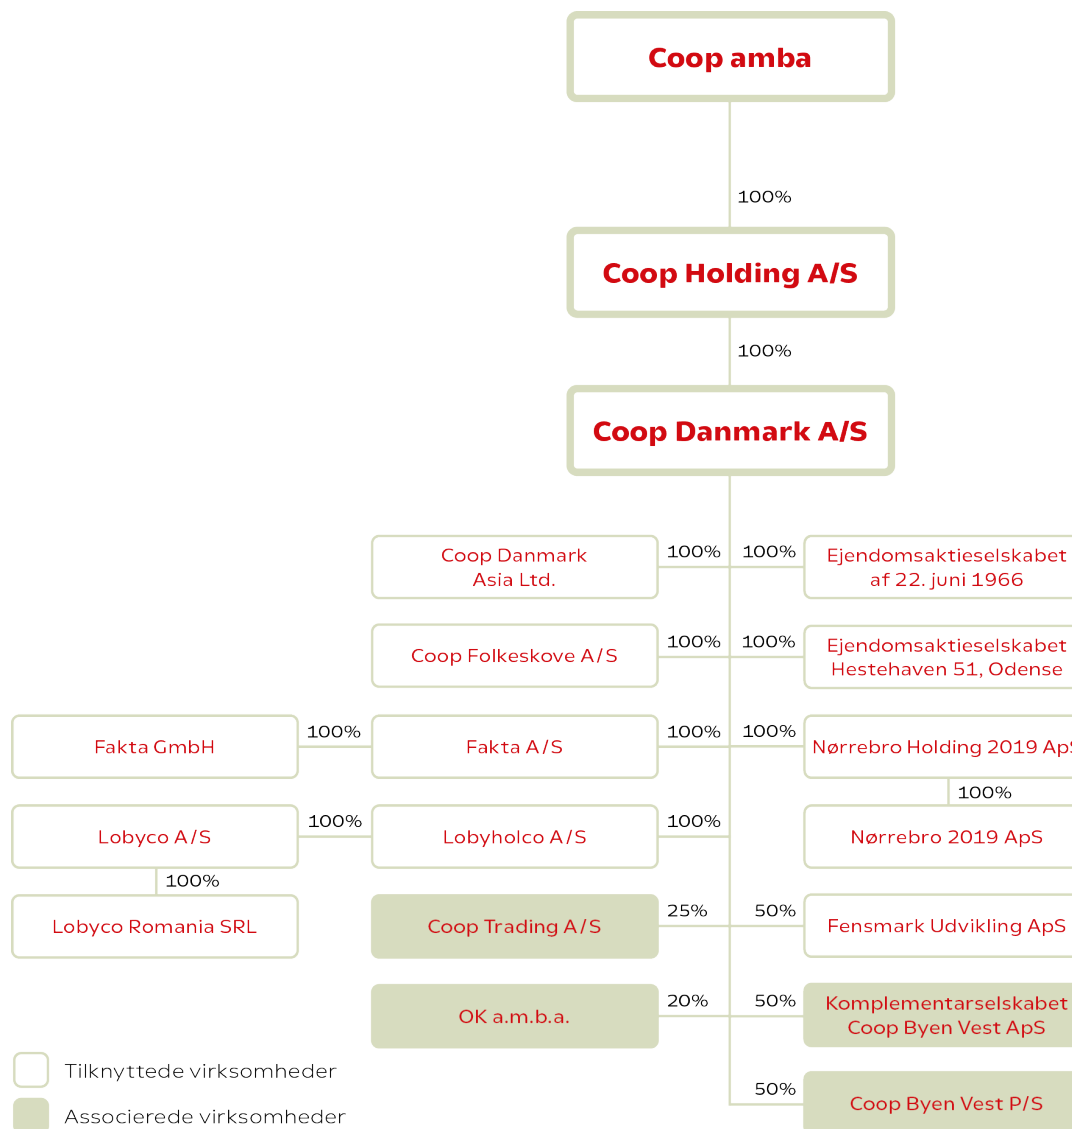 Coop amba
100%
Coop Holding A/S
100%
Coop Danmark A/S
Coop Danmark
Asia Ltd.
100%
100%
Ejendomsaktieselskabet
af 22. juni 1966
Coop Folkeskove A/S
100%
100%
Ejendomsaktieselskabet
Hestehaven 51, Odense
Fakta GmbH
100%
Fakta A/S
100%
100%
Nørrebro Holding 2019 ApS
100%
Lobyco A/S
100%
Lobyholco A/S
100%
Nørrebro 2019 ApS
100%
Lobyco Romania SRL
Coop Trading A/S
25%
50%
Fensmark Udvikling ApS
OK a.m.b.a.
20%
50%
Komplementarselskabet
Coop Byen Vest ApS
50%
Coop Byen Vest P/S
Tilknyttede virksomheder
Associerede virksomheder